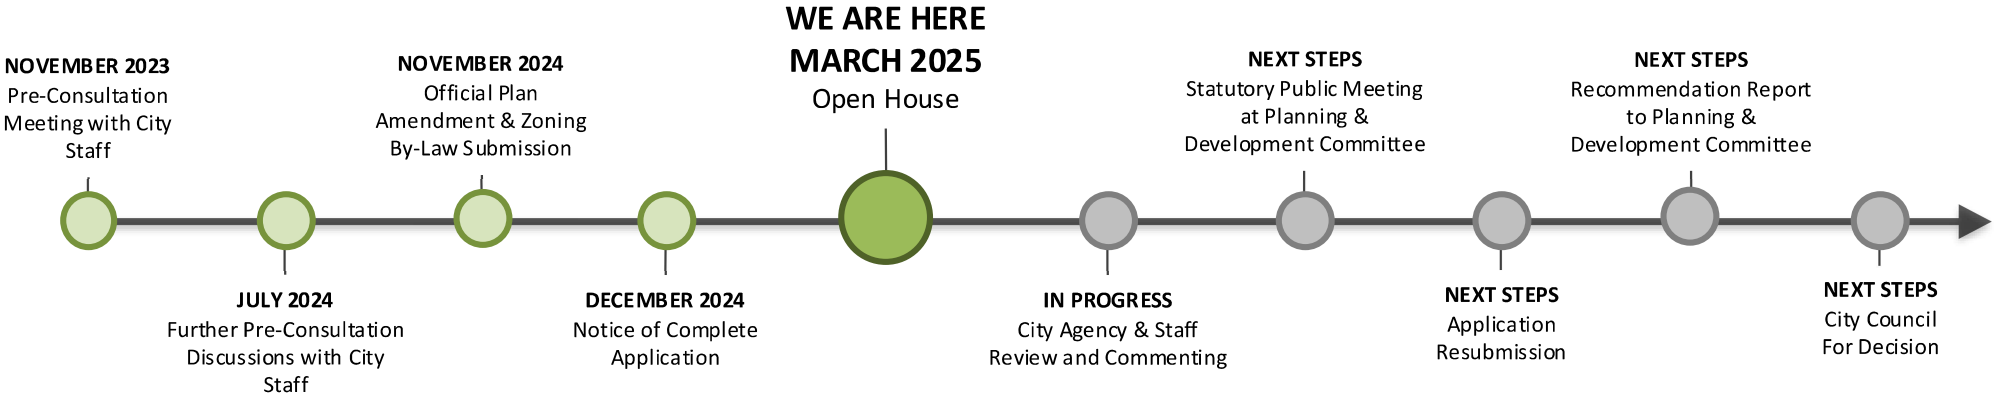 NOVEMBER 2023
Pre-Consultation
Meeting with City
Staff
JULY 2024
Further Pre-Consultation
Discussions with City
Staff
NOVEMBER 2024
Official Plan
Amendment & Zoning
By-Law Submission
DECEMBER 2024
Notice of Complete
Application
WE ARE HERE
MARCH 2025
Open House
IN PROGRESS
City Agency & Staff
Review and Commenting
NEXT STEPS
Statutory Public Meeting
at Planning &
Development Committee
NEXT STEPS
Application
Resubmission
NEXT STEPS
Recommendation Report
to Planning &
Development Committee
NEXT STEPS
City Council
For Decision